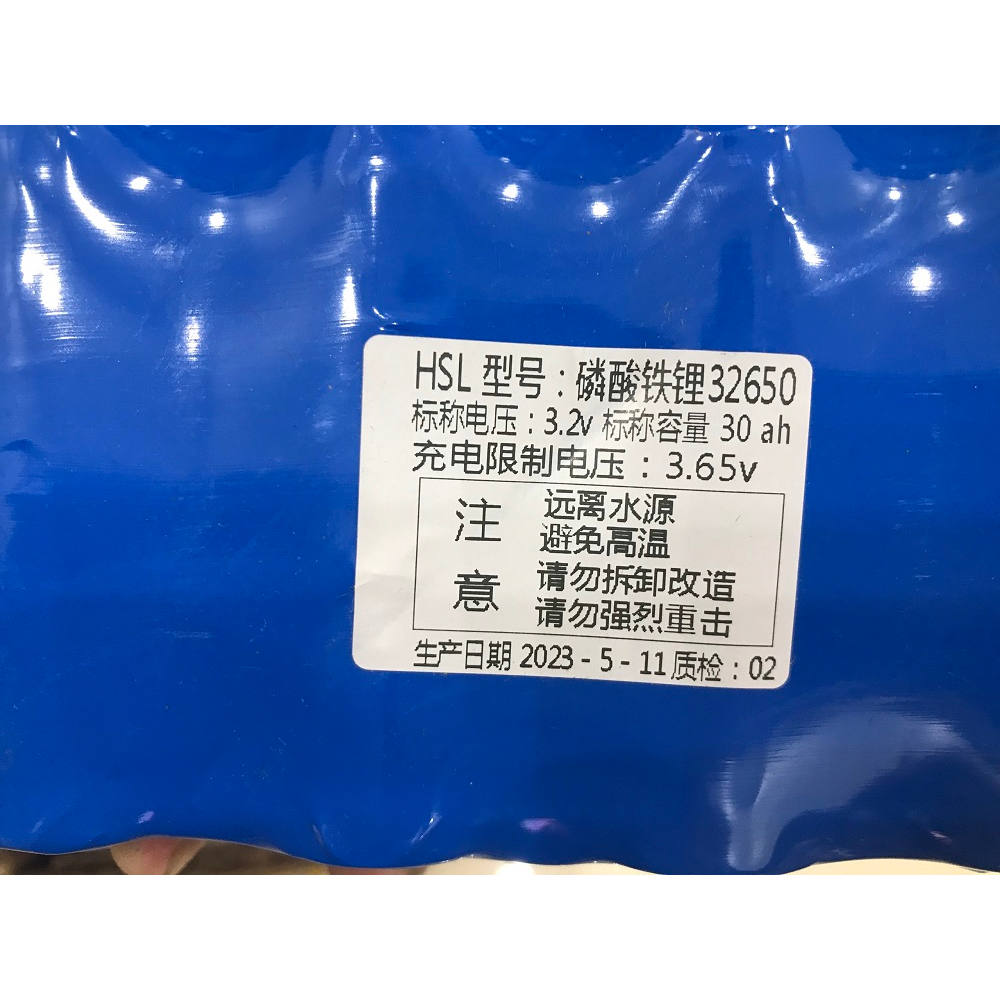 HSL 型号：磷酸铁锂32650
标称电压：3.2v 标称容量 30 ah
充电限制电压：3.65v
注意
远离水源
避免高温
请勿拆卸改造
请勿强烈重击
生产日期 2023 - 5 - 11 质检：02